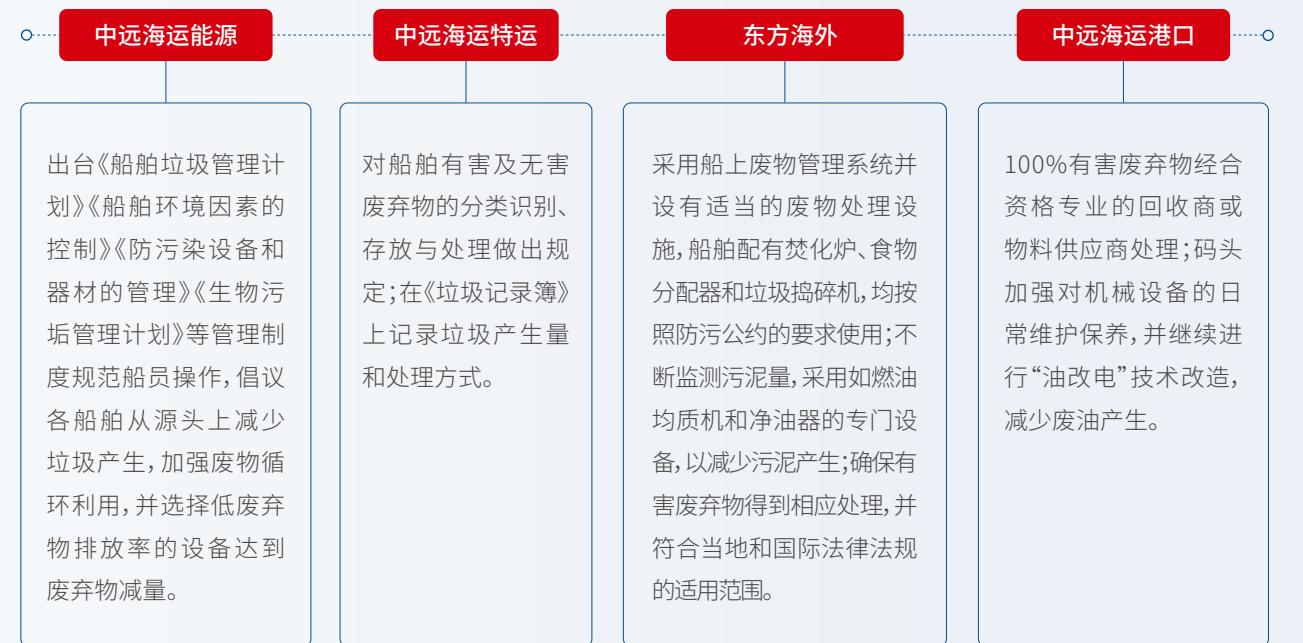 中远海运能源
出台《船舶垃圾管理计
划》《船舶环境因素的
控制》《防污染设备和
器材的管理》《生物污
垢管理计划》等管理制
度规范船员操作，倡议
各船舶从源头上减少
垃圾产生，加强废物循
环利用，并选择低废弃
物排放率的设备达到
废弃物减量。
中远海运特运
对船舶有害及无害
废弃物的分类识别、
存放与处理做出规
定；在《垃圾记录簿》
上记录垃圾产生量
和处理方式。
东方海外
采用船上废物管理系统并
设有适当的废物处理设
施，船舶配有焚化炉、食物
分配器和垃圾捣碎机，均按
照防污公约的要求使用；不
断监测污泥量，采用如燃油
均质机和净油器的专门设
备，以减少污泥产生；确保有
害废弃物得到相应处理，并
符合当地和国际法律法规
的适用范围。
中远海运港口
100%有害废弃物经合
资格专业的回收商或
物料供应商处理；码头
加强对机械设备的日
常维护保养，并继续进
行“油改电”技术改造，
减少废油产生。